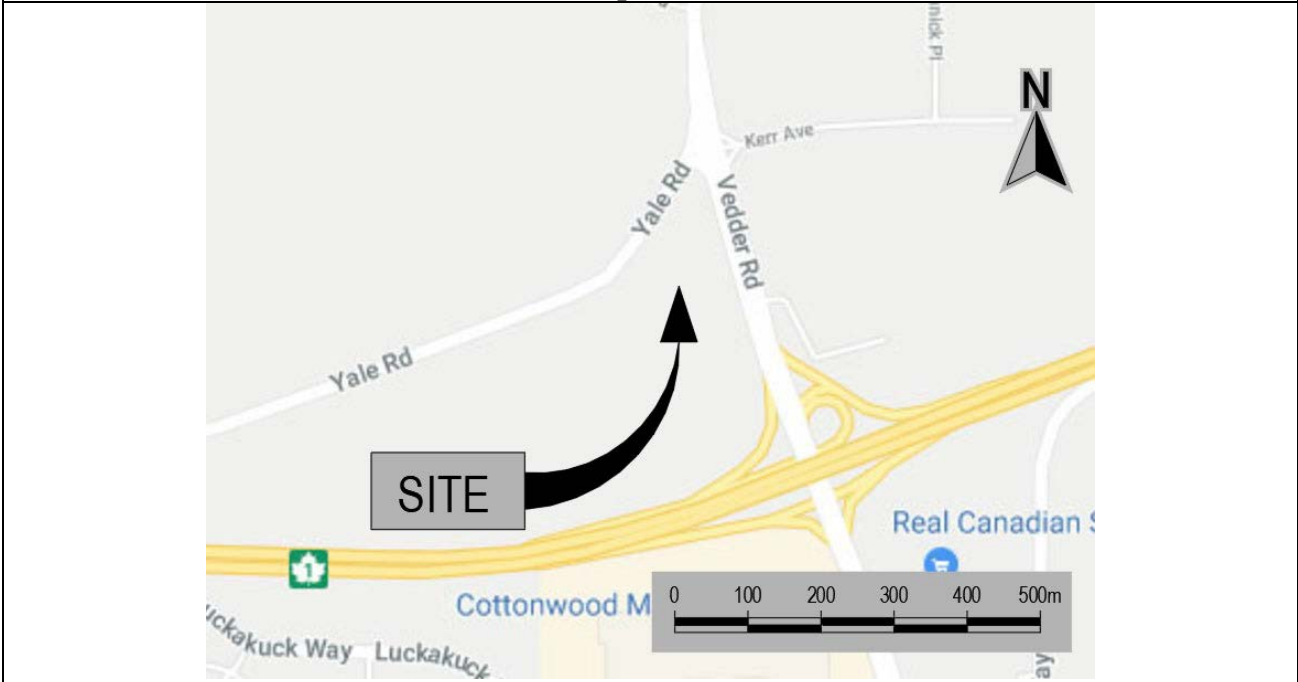 Kerr Ave
N
Yale Rd
Vedder Rd
Yale Rd
SITE
Real Canadian
1
0 100 200 300 400 500m
Cottonwood
Way Luckakuck